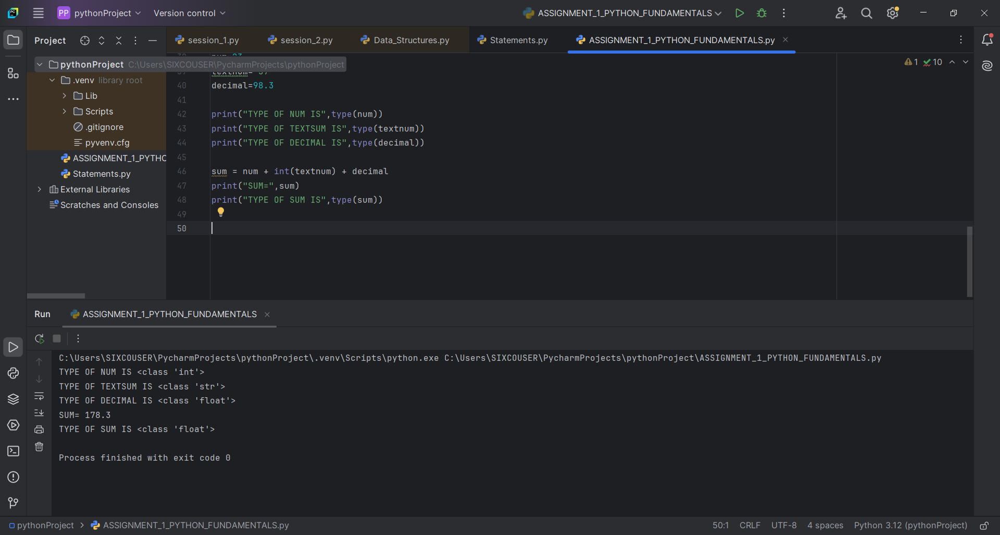 PP pythonProject Version control ASSIGNMENT_1_PYTHON_FUNDAMENTALS
Project
session_1.py session_2.py Data_Structures.py Statements.py ASSIGNMENT_1_PYTHON_FUNDAMENTALS.py
pythonProject C:\Users\SIXCOUSER\PycharmProjects\pythonProject
.venv library root
Lib
Scripts
.gitignore
pyvenv.cfg
ASSIGNMENT_1_PYTHO
Statements.py
External Libraries
Scratches and Consoles
1 10
40 decimal=98.3
41
42 print("TYPE OF NUM IS",type(num))
43 print("TYPE OF TEXTSUM IS",type(textnum))
44 print("TYPE OF DECIMAL IS",type(decimal))
45
46 sum = num + int(textnum) + decimal
47 print("SUM=",sum)
48 print("TYPE OF SUM IS",type(sum))
49
50
Run ASSIGNMENT_1_PYTHON_FUNDAMENTALS
C:\Users\SIXCOUSER\PycharmProjects\pythonProject\.venv\Scripts\python.exe C:\Users\SIXCOUSER\PycharmProjects\pythonProject\ASSIGNMENT_1_PYTHON_FUNDAMENTALS.py
TYPE OF NUM IS <class 'int'>
TYPE OF TEXTSUM IS <class 'str'>
TYPE OF DECIMAL IS <class 'float'>
SUM= 178.3
TYPE OF SUM IS <class 'float'>
Process finished with exit code 0
pythonProject > ASSIGNMENT_1_PYTHON_FUNDAMENTALS.py
50:1 CRLF UTF-8 4 spaces Python 3.12 (pythonProject)